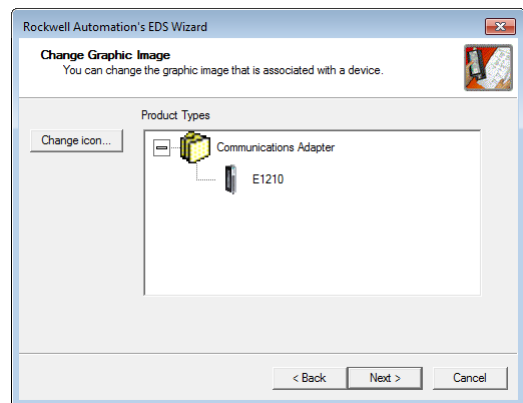 Rockwell Automation's EDS Wizard
Change Graphic Image
You can change the graphic image that is associated with a device.
Product Types
Change icon...
Communications Adapter
E1210
< Back
Next >
Cancel